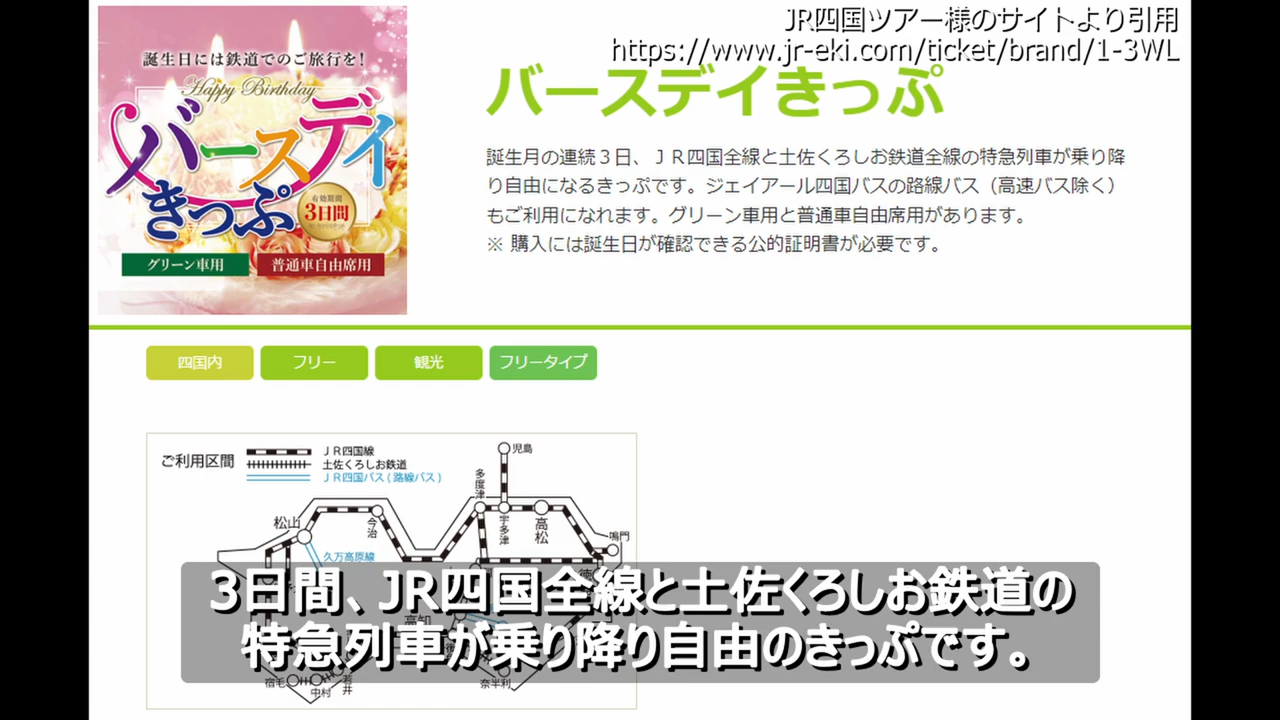 JR四国ツアー様のサイトより引用
https://www.jr-eki.com/ticket/brand/1-3WL
誕生日には鉄道でのご旅行を!
Happy Birthday
バースデイ
きっぷ
有効期間
3日間
グリーン車用
普通車自由席用
バースデイきっぷ
誕生月の連続３日、ＪＲ四国全線と土佐くろしお鉄道全線の特急列車が乗り降
り自由になるきっぷです。ジェイアール四国バスの路線バス（高速バス除く）
もご利用になれます。グリーン車用と普通車自由席用があります。
※ 購入には誕生日が確認できる公的証明書が必要です。
四国内
フリー
観光
フリータイプ
ご利用区間
ＪＲ四国線
土佐くろしお鉄道
ＪＲ四国バス(路線バス)
児島
多度津
宇多津
高松
鳴門
松山
今治
久万高原線
高知
宿毛
中村
若井
奈半利
3日間、JR四国全線と土佐くろしお鉄道の
特急列車が乗り降り自由のきっぷです。